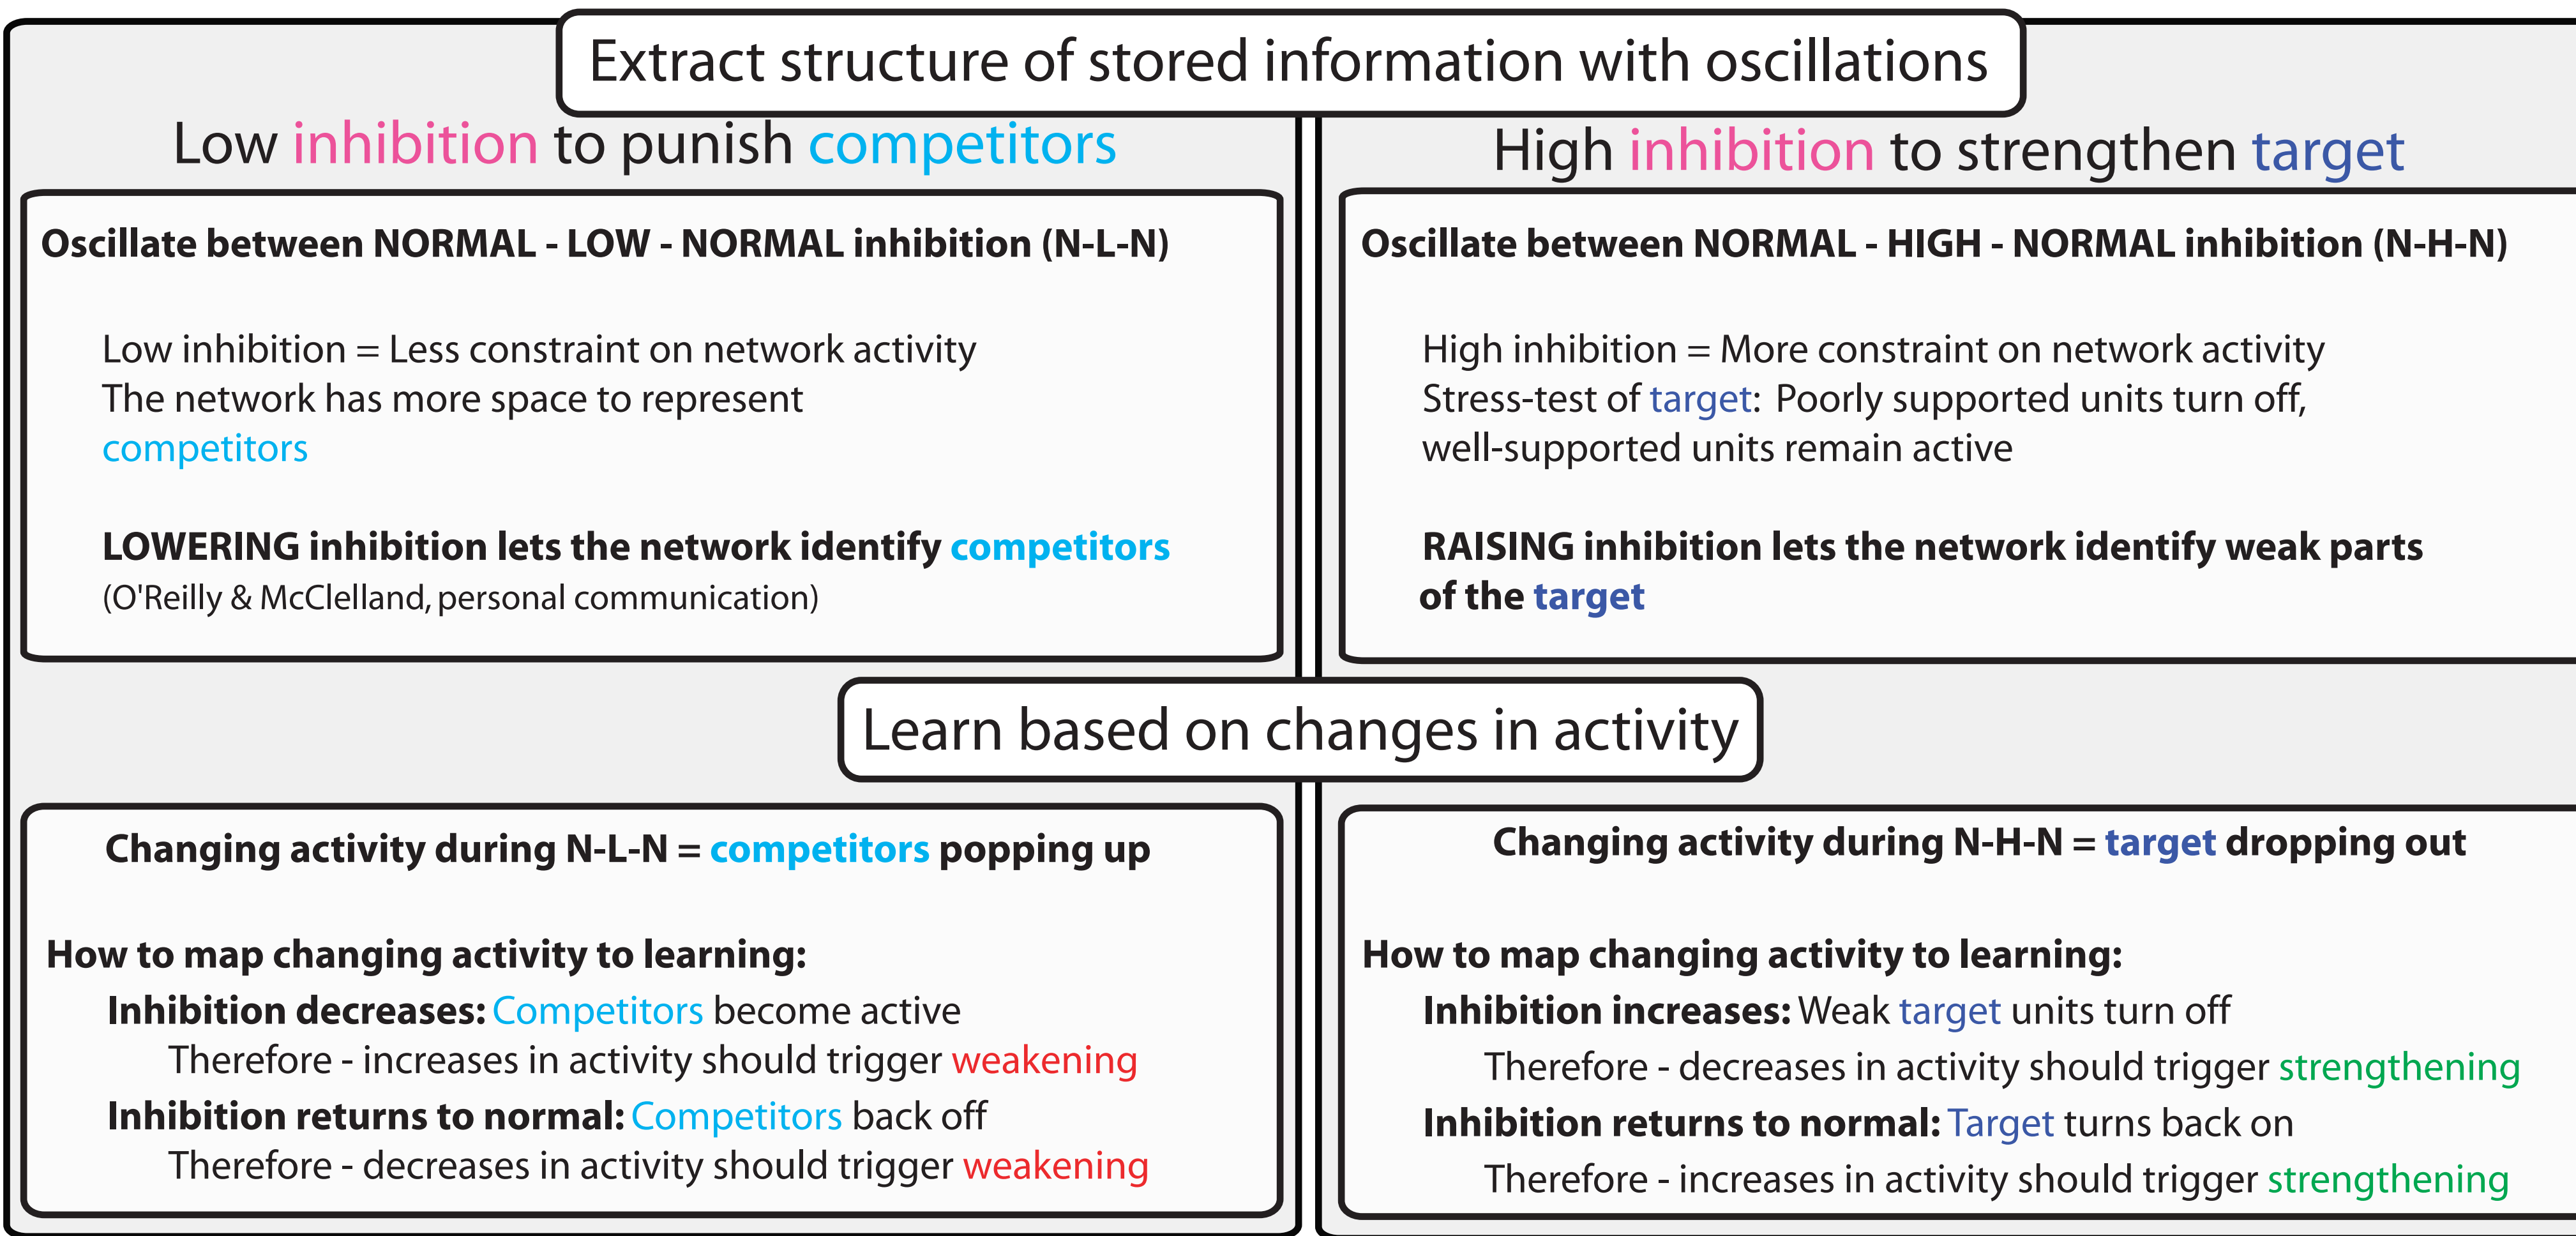 Extract structure of stored information with oscillations
Low inhibition to punish competitors
Oscillate between NORMAL - LOW - NORMAL inhibition (N-L-N)
Low inhibition = Less constraint on network activity
The network has more space to represent
competitors
LOWERING inhibition lets the network identify competitors
(O'Reilly & McClelland, personal communication)
High inhibition to strengthen target
Oscillate between NORMAL - HIGH - NORMAL inhibition (N-H-N)
High inhibition = More constraint on network activity
Stress-test of target: Poorly supported units turn off,
well-supported units remain active
RAISING inhibition lets the network identify weak parts
of the target
Learn based on changes in activity
Changing activity during N-L-N = competitors popping up
How to map changing activity to learning:
Inhibition decreases: Competitors become active
Therefore - increases in activity should trigger weakening
Inhibition returns to normal: Competitors back off
Therefore - decreases in activity should trigger weakening
Changing activity during N-H-N = target dropping out
How to map changing activity to learning:
Inhibition increases: Weak target units turn off
Therefore - decreases in activity should trigger strengthening
Inhibition returns to normal: Target turns back on
Therefore - increases in activity should trigger strengthening